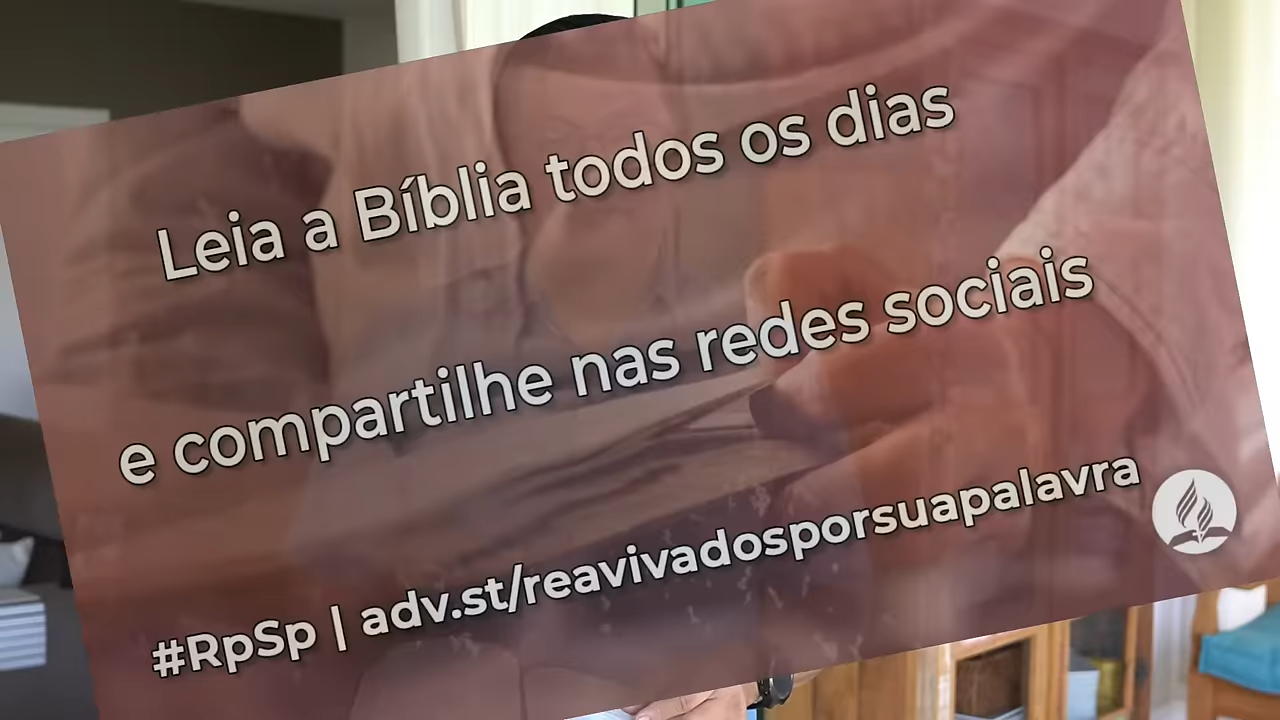 Leia a Bíblia todos os dias
e compartilhe nas redes sociais
#RpSp | adv.st/reavivadosporsuapalavra